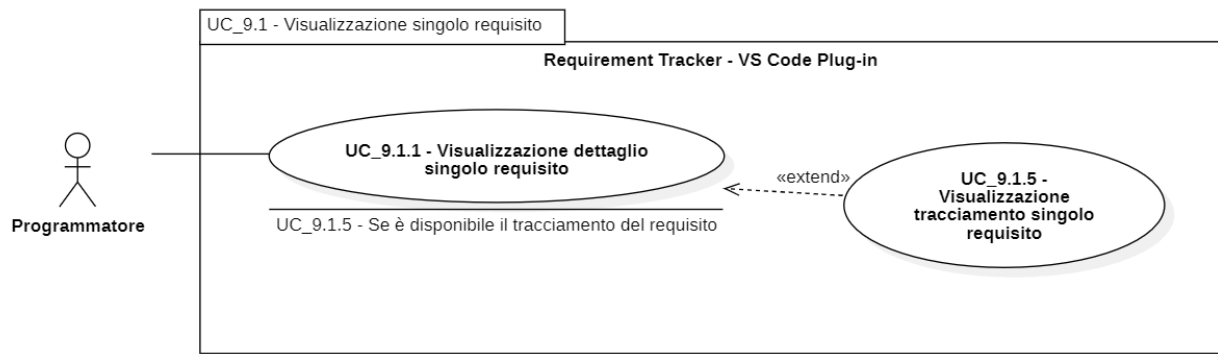 UC_9.1 - Visualizzazione singolo requisito
Requirement Tracker - VS Code Plug-in
Programmatore
UC_9.1.1 - Visualizzazione dettaglio
singolo requisito
UC_9.1.5 - Se è disponibile il tracciamento del requisito
«extend»
UC_9.1.5 -
Visualizzazione
tracciamento singolo
requisito